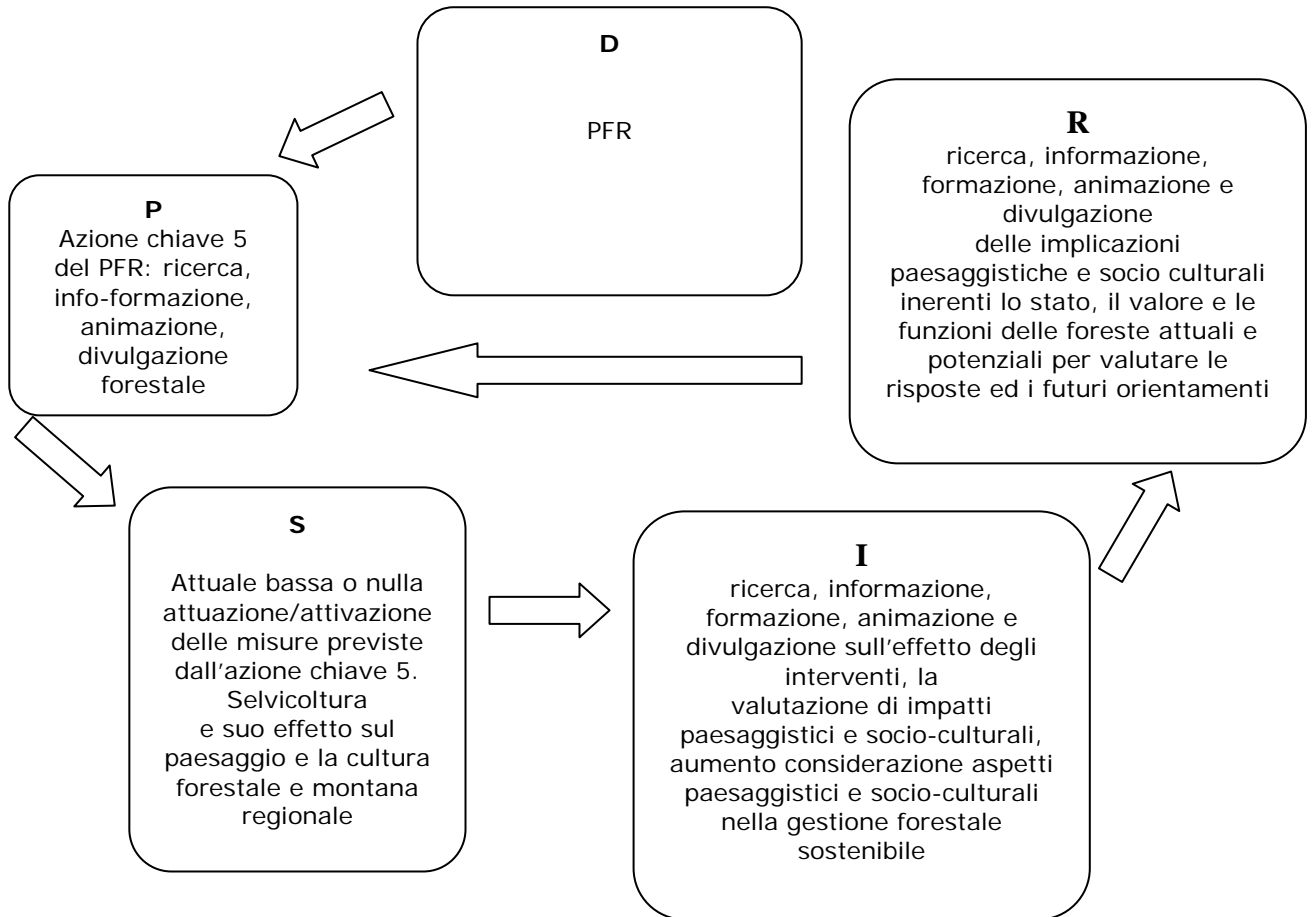 D
PFR
R
ricerca, informazione,
formazione, animazione e
divulgazione
delle implicazioni
paesaggistiche e socio culturali
inerenti lo stato, il valore e le
funzioni delle foreste attuali e
potenziali per valutare le
risposte ed i futuri orientamenti
P
Azione chiave 5
del PFR: ricerca,
info-formazione,
animazione,
divulgazione
forestale
S
Attuale bassa o nulla
attuazione/attivazione
delle misure previste
dall'azione chiave 5.
Selvicoltura
e suo effetto sul
paesaggio e la cultura
forestale e montana
regionale
I
ricerca, informazione,
formazione, animazione e
divulgazione sull'effetto degli
interventi, la
valutazione di impatti
paesaggistici e socio-culturali,
aumento considerazione aspetti
paesaggistici e socio-culturali
nella gestione forestale
sostenibile